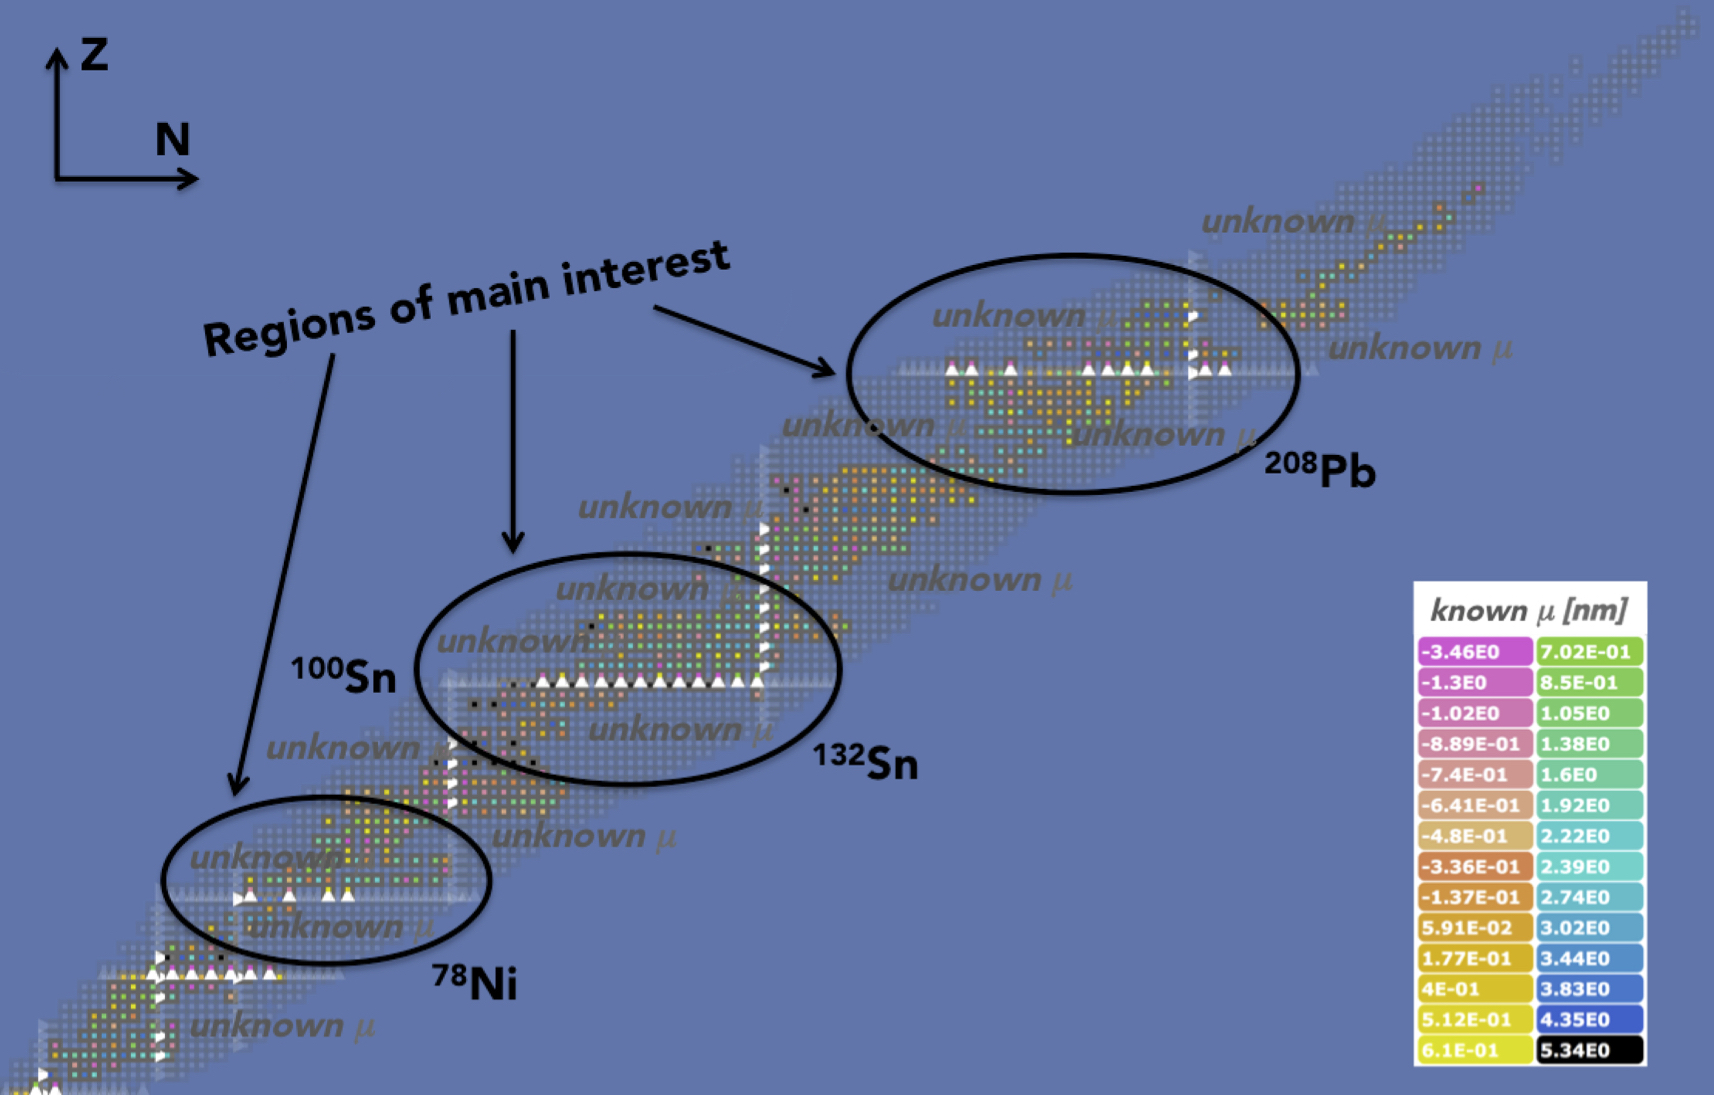 Z
N
unknown μ
Regions of main interest
unknown μ
unknown μ
unknown μ
unknown μ
²⁰⁸Pb
unknown μ
unknown μ
unknown
unknown μ
known μ [nm]
-3.46E0 7.02E-01
-1.3E0 8.5E-01
-1.02E0 1.05E0
-8.89E-01 1.38E0
-7.4E-01 1.6E0
-6.41E-01 1.92E0
-4.8E-01 2.22E0
-3.36E-01 2.39E0
-1.37E-01 2.74E0
5.91E-02 3.02E0
1.77E-01 3.44E0
4E-01 3.83E0
5.12E-01 4.35E0
6.1E-01 5.34E0
unknown
¹⁰⁰Sn
unknown μ
unknown
¹³²Sn
unknown μ
unknown
unknown μ
⁷⁸Ni
unknown μ